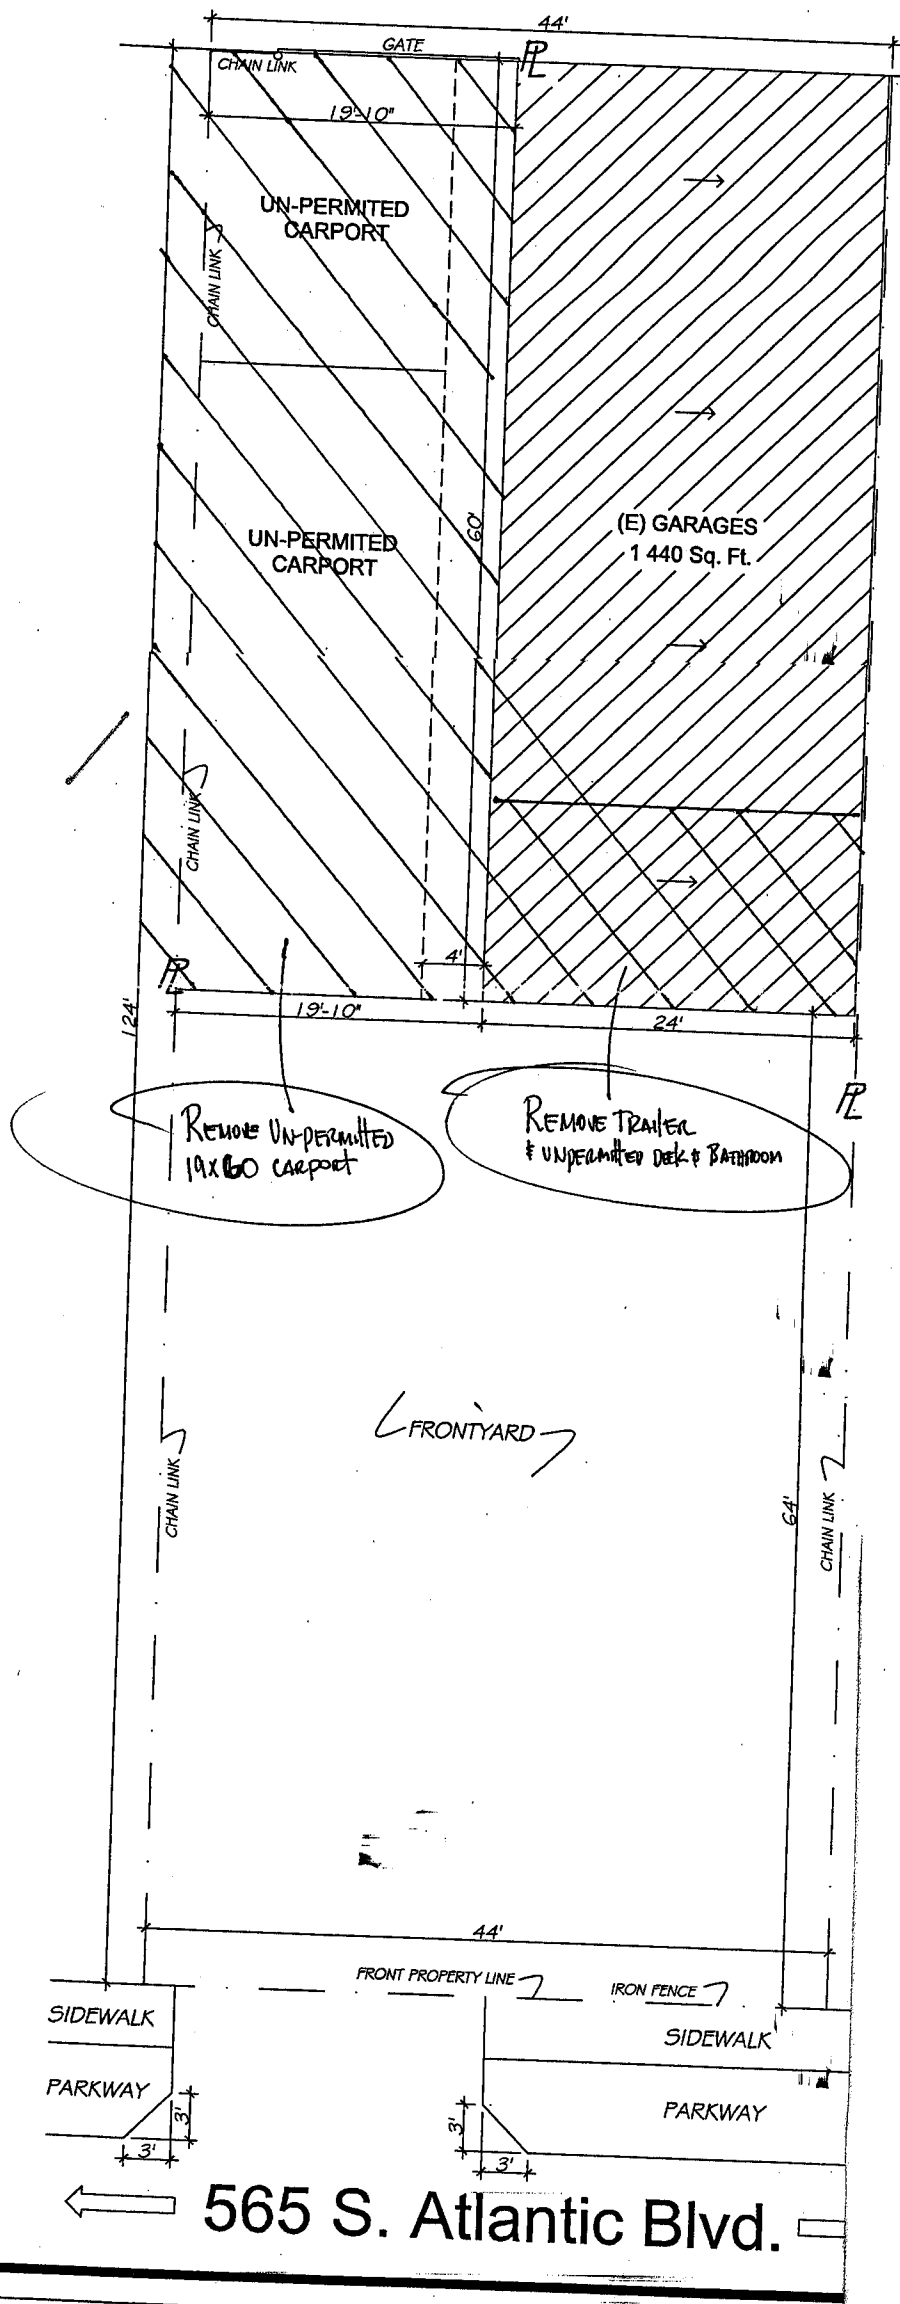 44'
GATE
PL
CHAIN LINK
19'-10"
UN-PERMITED
CARPORT
CHAIN LINK
60'
UN-PERMITED
CARPORT
(E) GARAGES
1 440 Sq. Ft.
CHAIN LINK
4'
PL
19'-10"
24'
124'
PL
REMOVE UN-PERMITTED
19X60 CARPORT
REMOVE TRAILER
& UNPERMITTED DECK & BATHROOM
FRONTYARD
CHAIN LINK
64'
CHAIN LINK
44'
FRONT PROPERTY LINE
IRON FENCE
SIDEWALK
SIDEWALK
PARKWAY
PARKWAY
3'
3'
3'
3'
565 S. Atlantic Blvd.